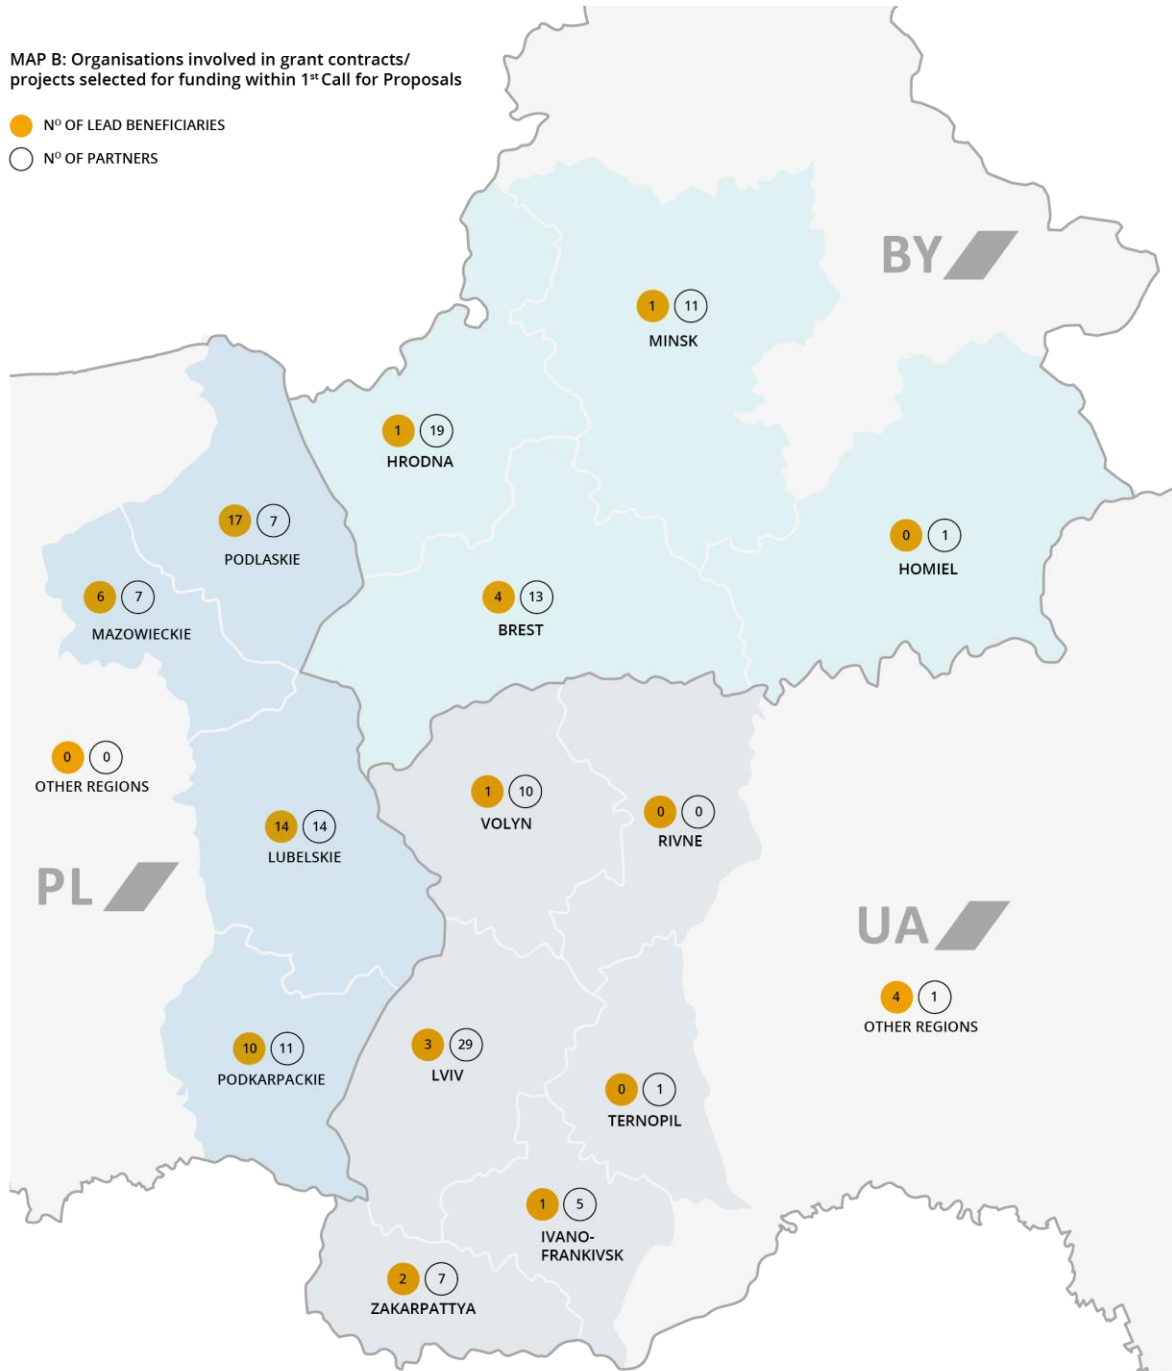 MAP B: Organisations involved in grant contracts/
projects selected for funding within 1st Call for Proposals
Nº OF LEAD BENEFICIARIES
Nº OF PARTNERS
BY
1 11
MINSK
1 19
HRODNA
17 7
PODLASKIE
0 1
HOMIEL
6 7
MAZOWIECKIE
4 13
BREST
0 0
OTHER REGIONS
1 10
VOLYN
0 0
RIVNE
14 14
LUBELSKIE
PL
UA
4 1
OTHER REGIONS
10 11
PODKARPACKIE
3 29
LVIV
0 1
TERNOPIL
1 5
IVANO-
FRANKIVSK
2 7
ZAKARPATTYA